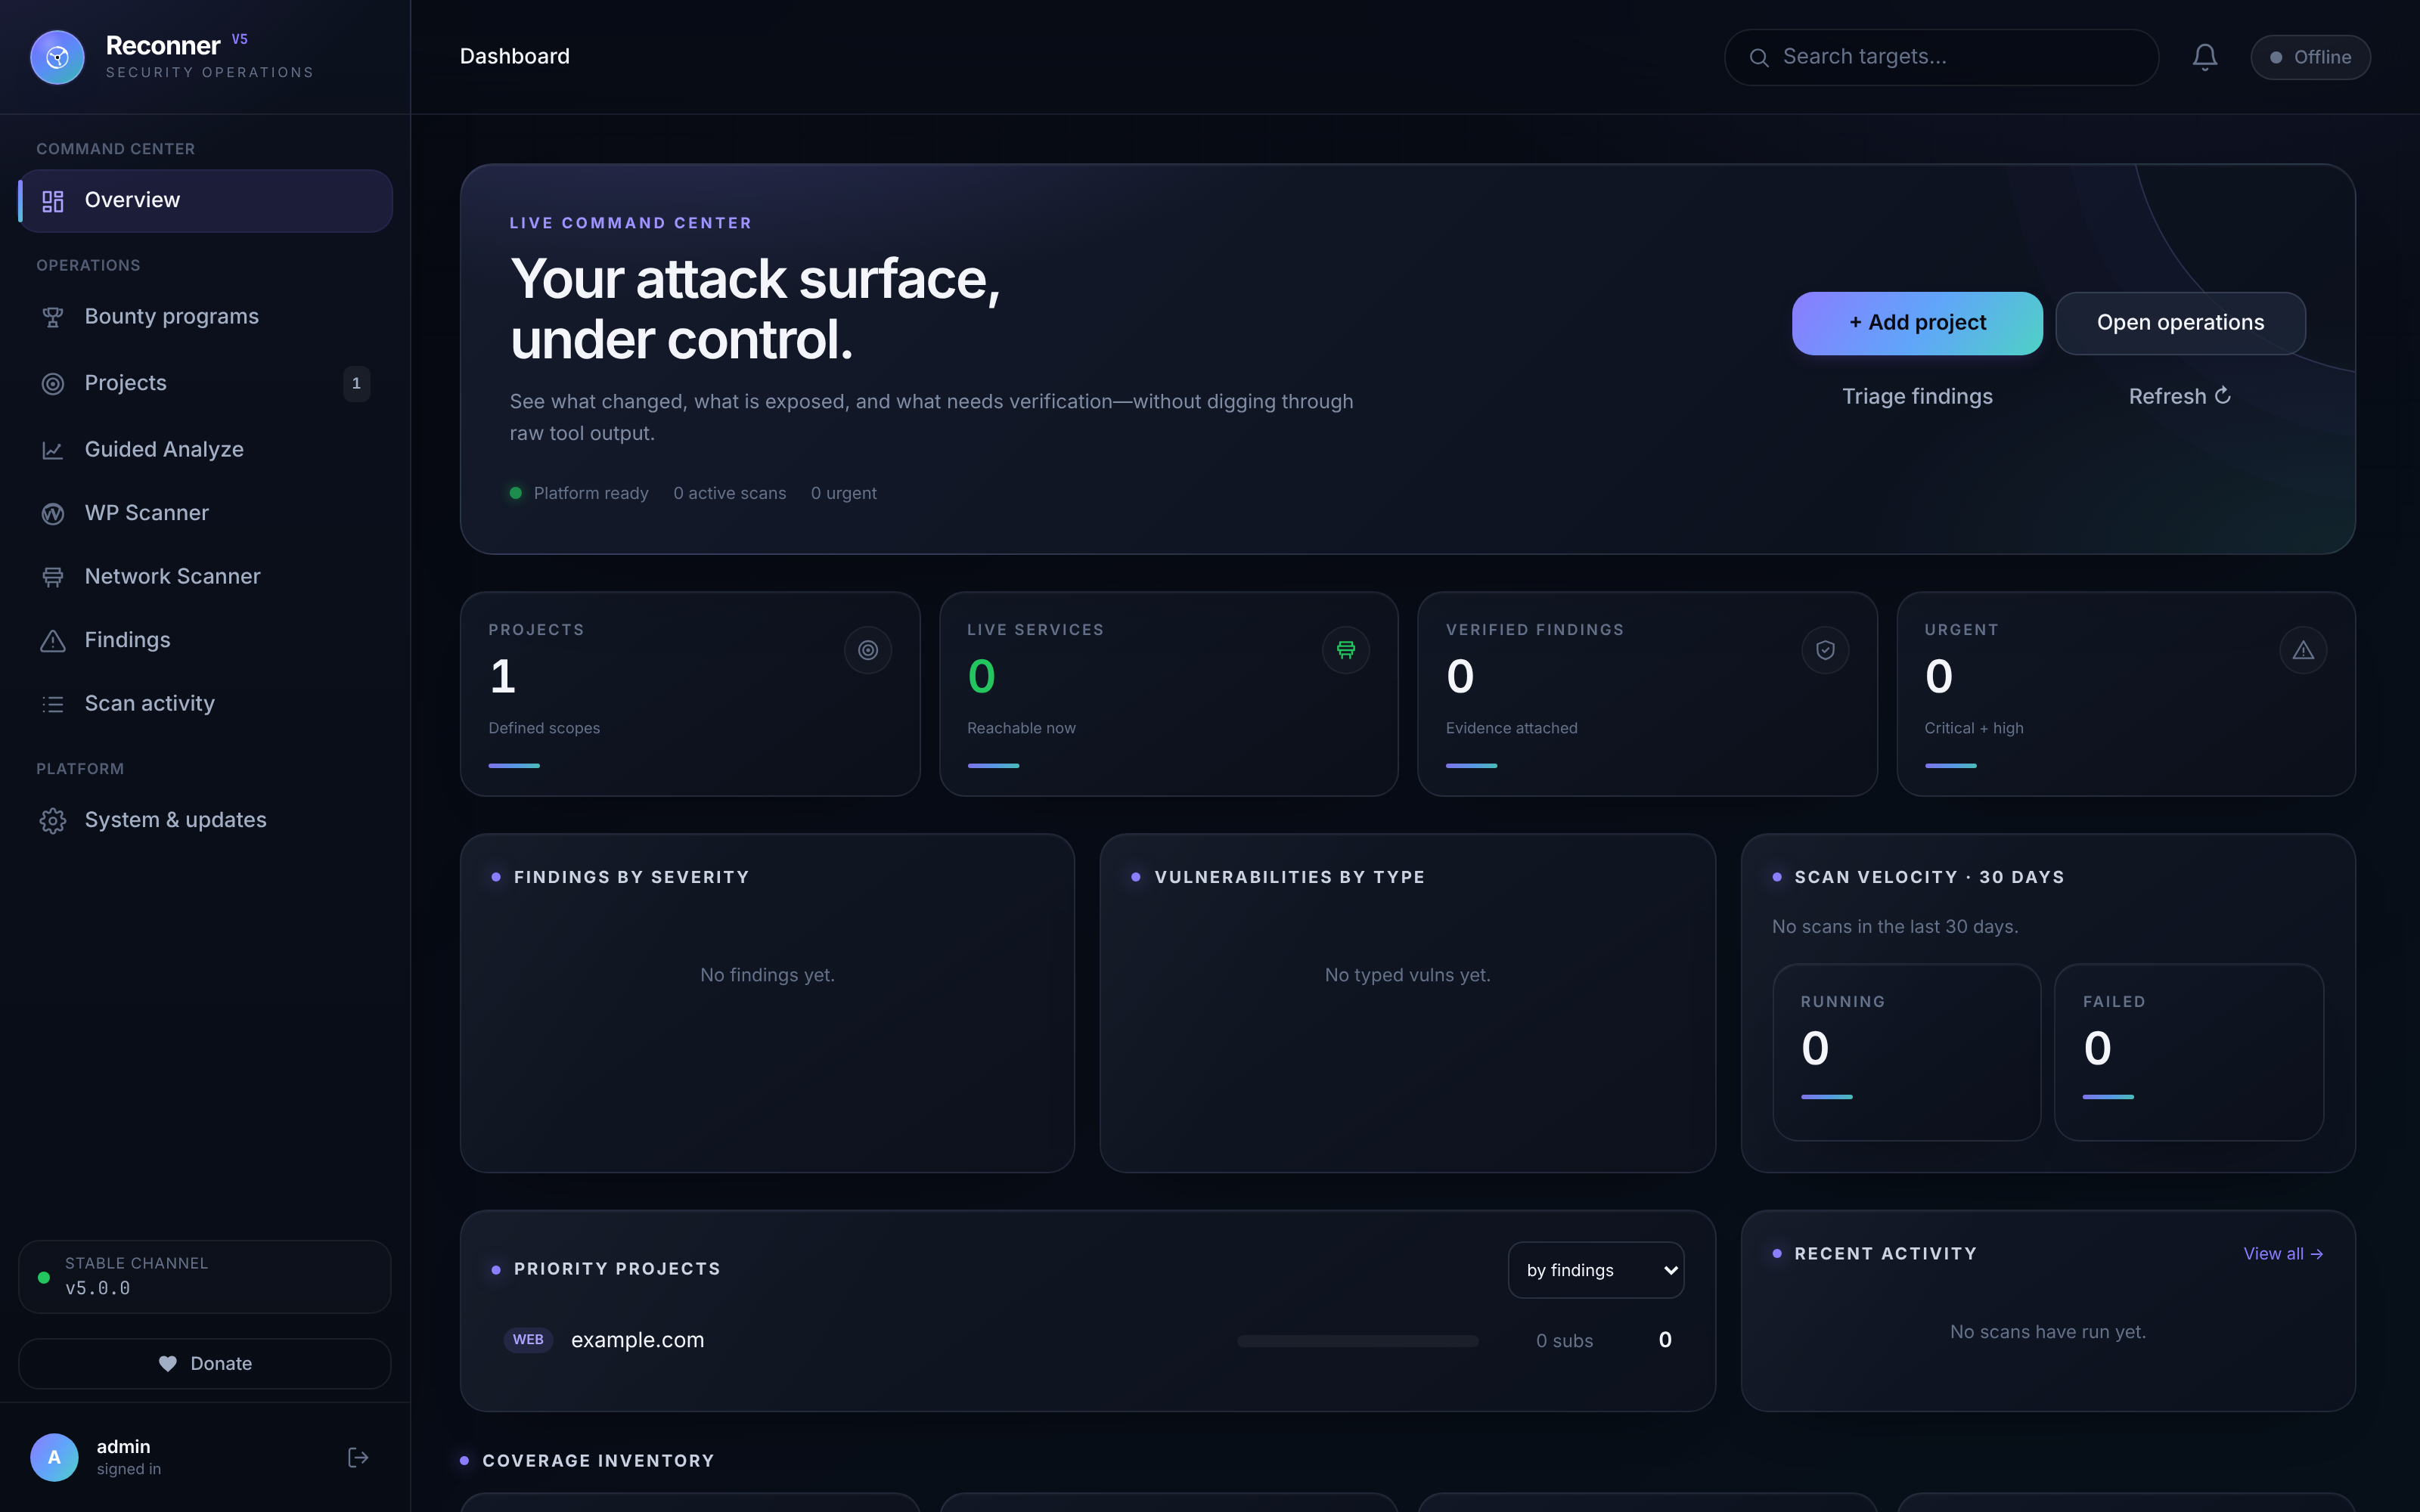 Reconner V5
SECURITY OPERATIONS
COMMAND CENTER
Overview
OPERATIONS
Bounty programs
Projects 1
Guided Analyze
WP Scanner
Network Scanner
Findings
Scan activity
PLATFORM
System & updates
STABLE CHANNEL
v5.0.0
Donate
A
admin
signed in
Dashboard
Search targets...
Offline
LIVE COMMAND CENTER
Your attack surface,
under control.
See what changed, what is exposed, and what needs verification—without digging through
raw tool output.
Platform ready 0 active scans 0 urgent
+ Add project
Open operations
Triage findings
Refresh ↻
PROJECTS
1
Defined scopes
LIVE SERVICES
0
Reachable now
VERIFIED FINDINGS
0
Evidence attached
URGENT
0
Critical + high
FINDINGS BY SEVERITY
No findings yet.
VULNERABILITIES BY TYPE
No typed vulns yet.
SCAN VELOCITY · 30 DAYS
No scans in the last 30 days.
RUNNING
0
FAILED
0
PRIORITY PROJECTS
by findings
WEB example.com 0 subs 0
RECENT ACTIVITY
View all →
No scans have run yet.
COVERAGE INVENTORY